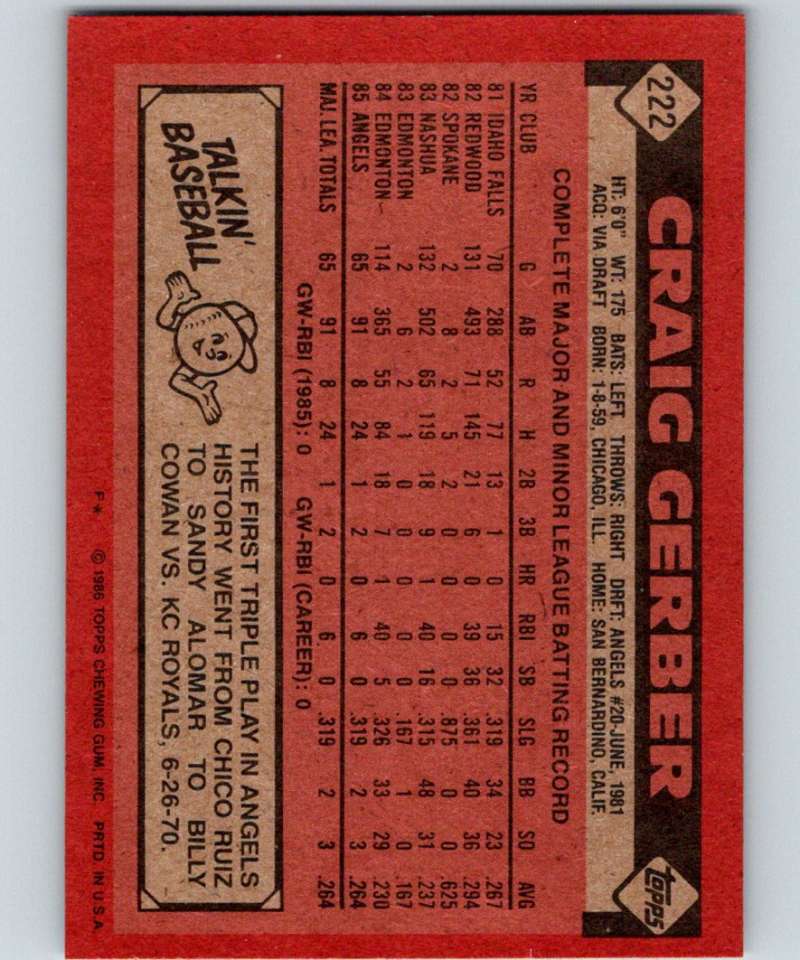 222
CRAIG GERBER
topps
HT: 6'0" WT: 175 BATS: LEFT THROWS: RIGHT DRFT: ANGELS #20-JUNE, 1981
ACQ: VIA DRAFT BORN: 1-8-59, CHICAGO, ILL. HOME: SAN BERNARDINO, CALIF.
COMPLETE MAJOR AND MINOR LEAGUE BATTING RECORD
YR CLUB G AB R H 2B 3B HR RBI SB SLG BB SO AVG
81 IDAHO FALLS 70 288 52 77 13 1 0 15 32 .319 34 23 .267
82 REDWOOD 131 493 71 145 21 6 0 39 36 .361 40 36 .294
82 SPOKANE 2 8 2 5 2 0 0 0 0 .875 0 0 .625
83 NASHUA 132 502 65 119 18 9 1 40 16 .315 48 31 .237
83 EDMONTON 2 6 2 1 0 0 0 0 0 .167 1 0 .167
84 EDMONTON 114 365 55 84 18 7 1 40 5 .326 33 29 .230
85 ANGELS 65 91 8 24 1 2 0 6 0 .319 2 3 .264
MAJ. LEA. TOTALS 65 91 8 24 1 2 0 6 0 .319 2 3 .264
GW-RBI (1985): 0 GW-RBI (CAREER): 0
TALKIN'
BASEBALL
THE FIRST TRIPLE PLAY IN ANGELS
HISTORY WENT FROM CHICO RUIZ
TO SANDY ALOMAR TO BILLY
COWAN VS. KC ROYALS, 6-26-70.
F* © 1986 TOPPS CHEWING GUM, INC. PRTD. IN U.S.A.